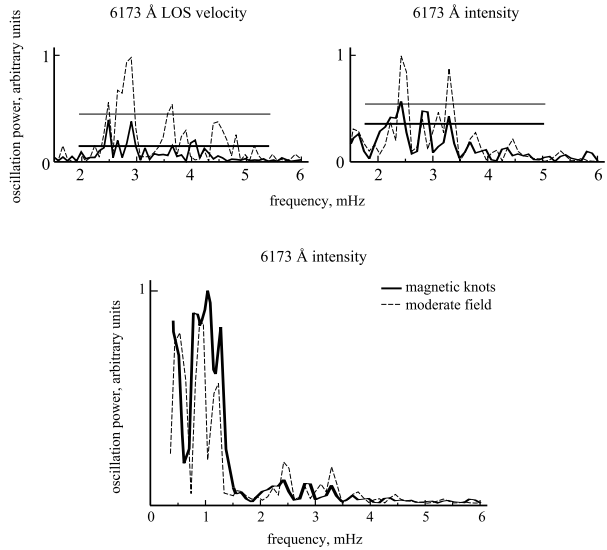 6173 Å LOS velocity
6173 Å intensity
oscillation power, arbitrary units
1
0
2 3 4 5 6
1
0
2 3 4 5 6
frequency, mHz
frequency, mHz
6173 Å intensity
magnetic knots
moderate field
oscillation power, arbitrary units
1
0 1 2 3 4 5 6
frequency, mHz